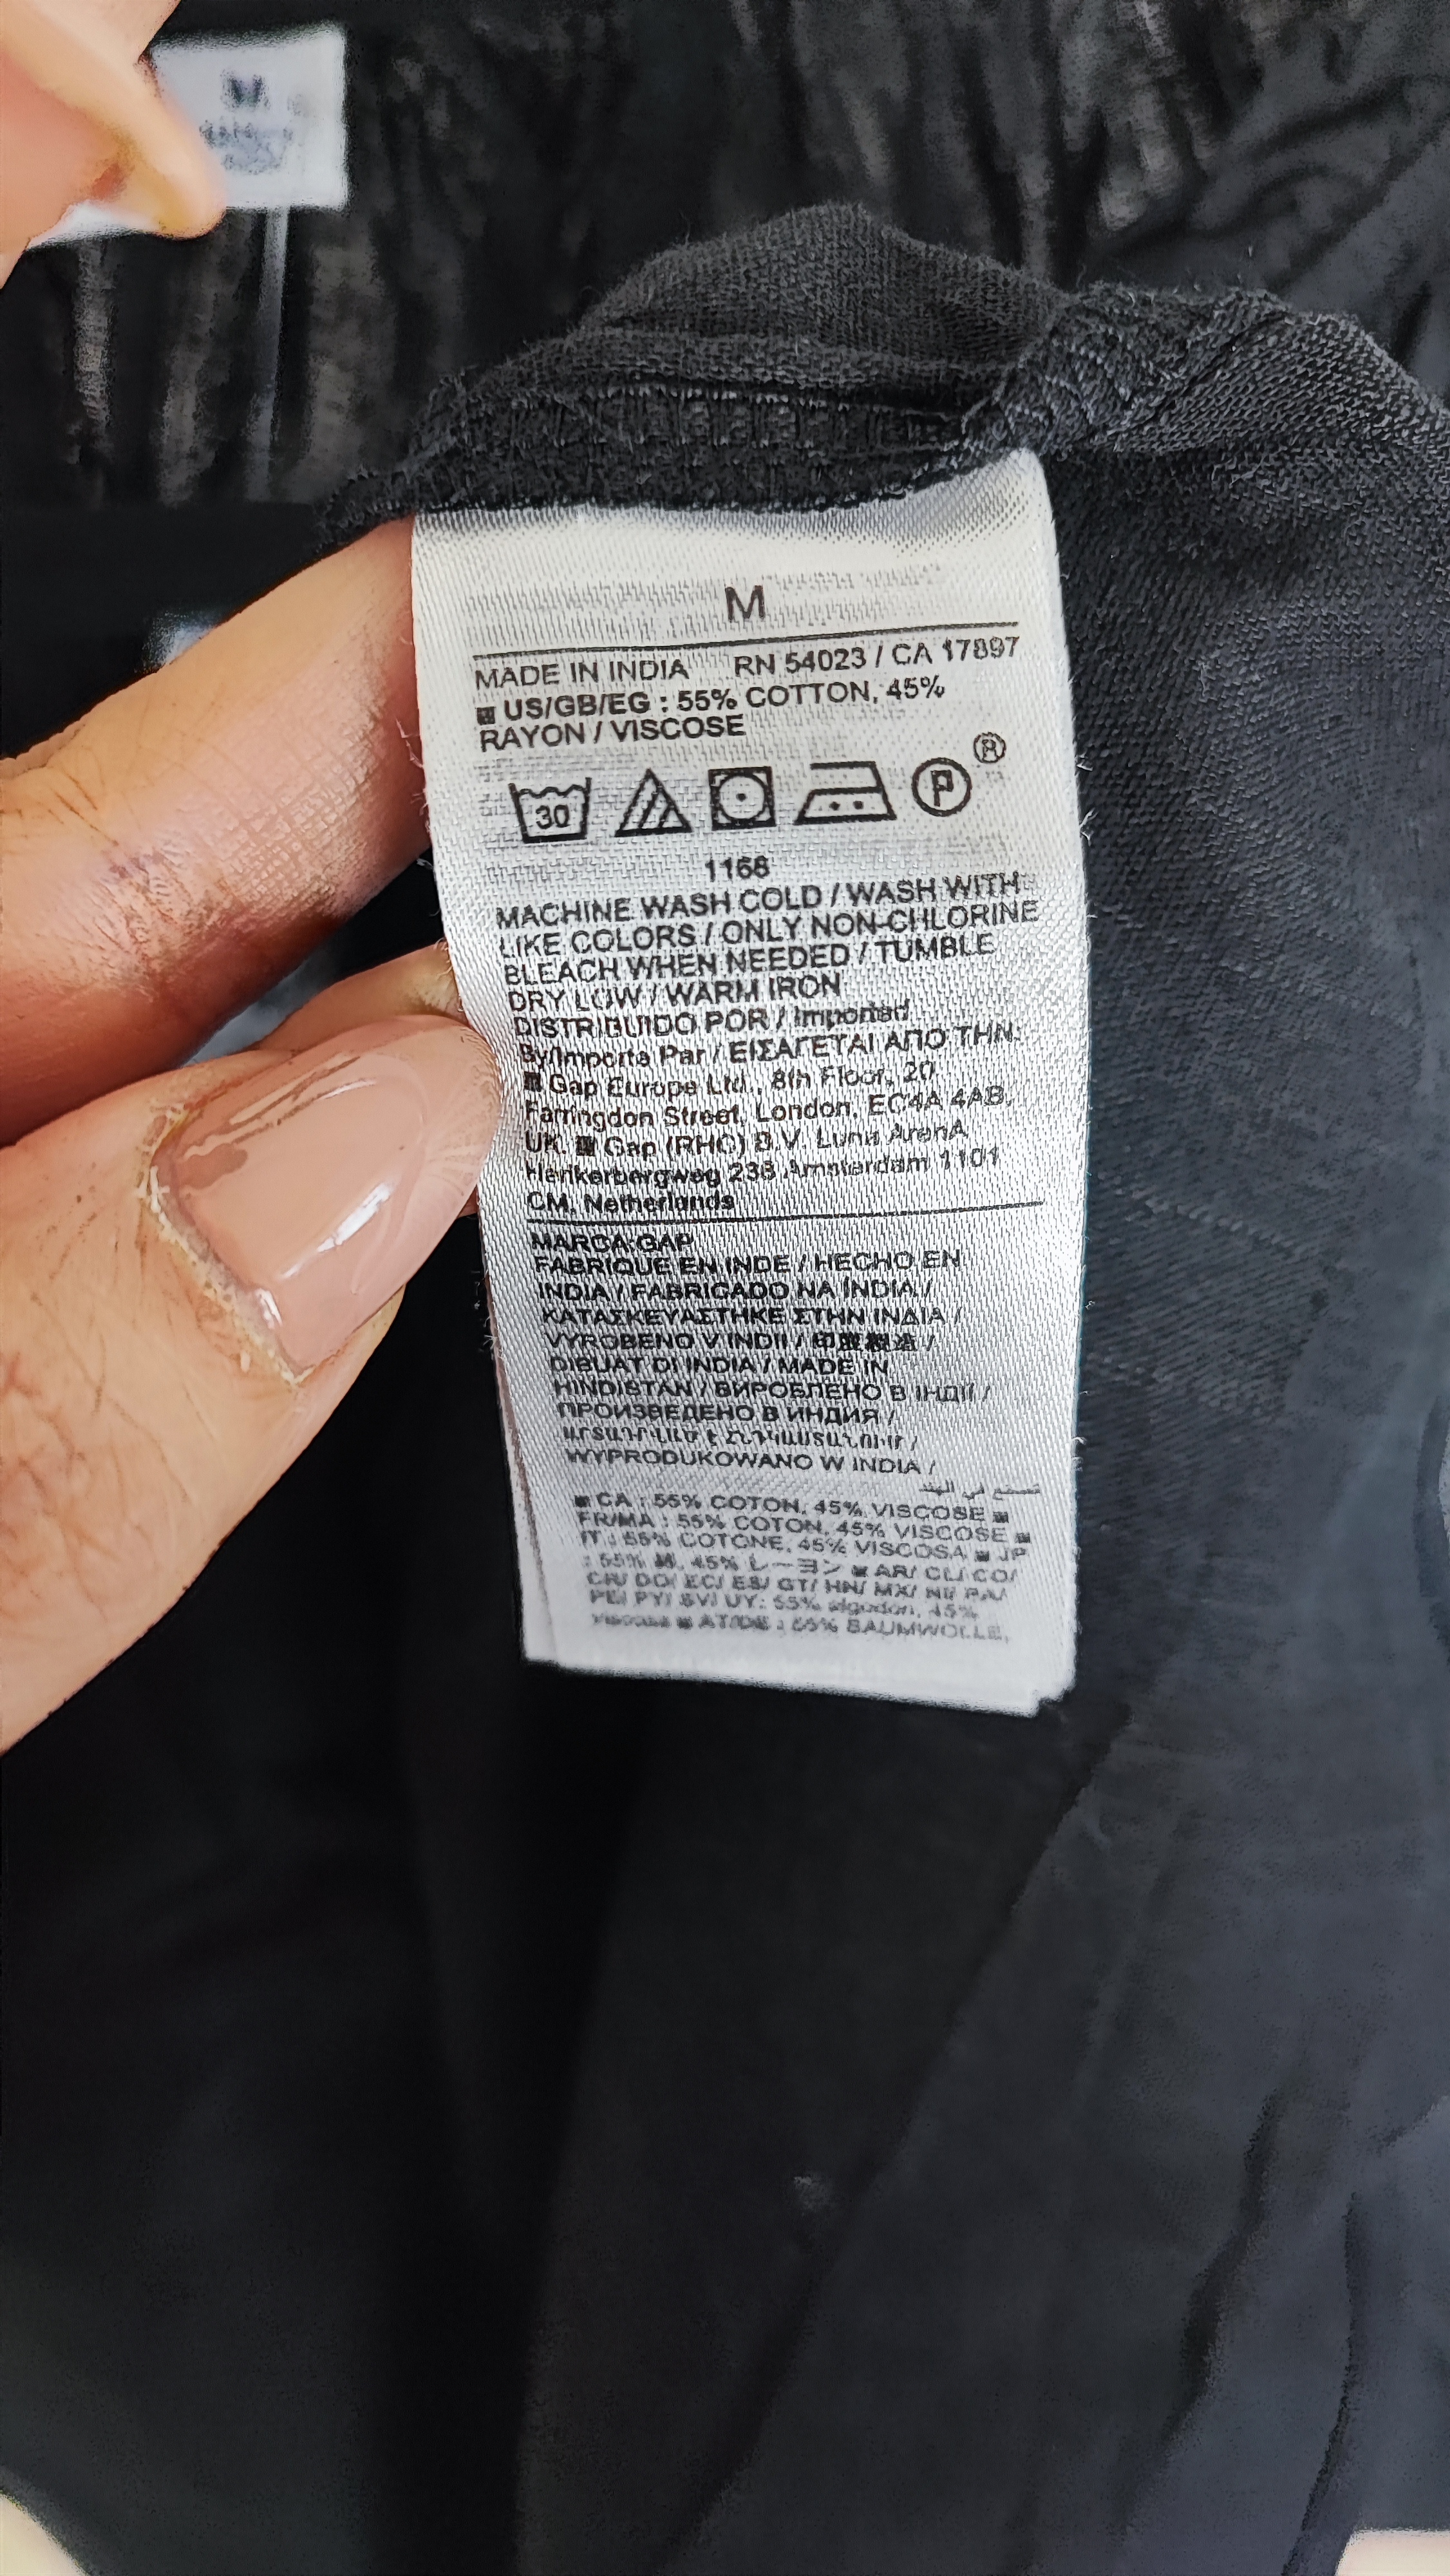 M
M
MADE IN INDIA RN 54023 / CA 17897
US/GB/EG : 55% COTTON, 45%
RAYON / VISCOSE
30
P
®
1168
MACHINE WASH COLD / WASH WITH
LIKE COLORS / ONLY NON-CHLORINE
BLEACH WHEN NEEDED / TUMBLE
DRY LOW / WARM IRON
DISTRIBUIDO POR / Imported
By/Importé Par / ΕΙΣΑΓΕΤΑΙ ΑΠΟ ΤΗΝ:
Gap Europe Ltd., 8th Floor, 20
Farringdon Street, London, EC4A 4AB,
UK. Gap (RHC) B.V. Luna ArenA
Herikerbergweg 238 Amsterdam 1101
CM, Netherlands
MARCA:GAP
FABRIQUE EN INDE / HECHO EN
INDIA / FABRICADO NA ÍNDIA /
ΚΑΤΑΣΚΕΥΑΣΤΗΚΕ ΣΤΗΝ ΙΝΔΙΑ /
VYROBENO V INDII / 印度製造 /
DIBUAT DI INDIA / MADE IN
HINDISTAN / ВИРОБЛЕНО В ІНДІЇ /
ПРОИЗВЕДЕНО В ИНДИЯ /
WYPRODUKOWANO W INDIA /
CA : 55% COTON, 45% VISCOSE
FR/MA : 55% COTON, 45% VISCOSE
IT : 55% COTONE, 45% VISCOSA JP
: 55% 綿, 45% レーヨン AR/ CL/ CO/
CR/ DO/ EC/ ES/ GT/ HN/ MX/ NI/ PA/
PE/ PY/ SV/ UY: 55% algodon, 45%
viscosa AT/DE : 55% BAUMWOLLE,